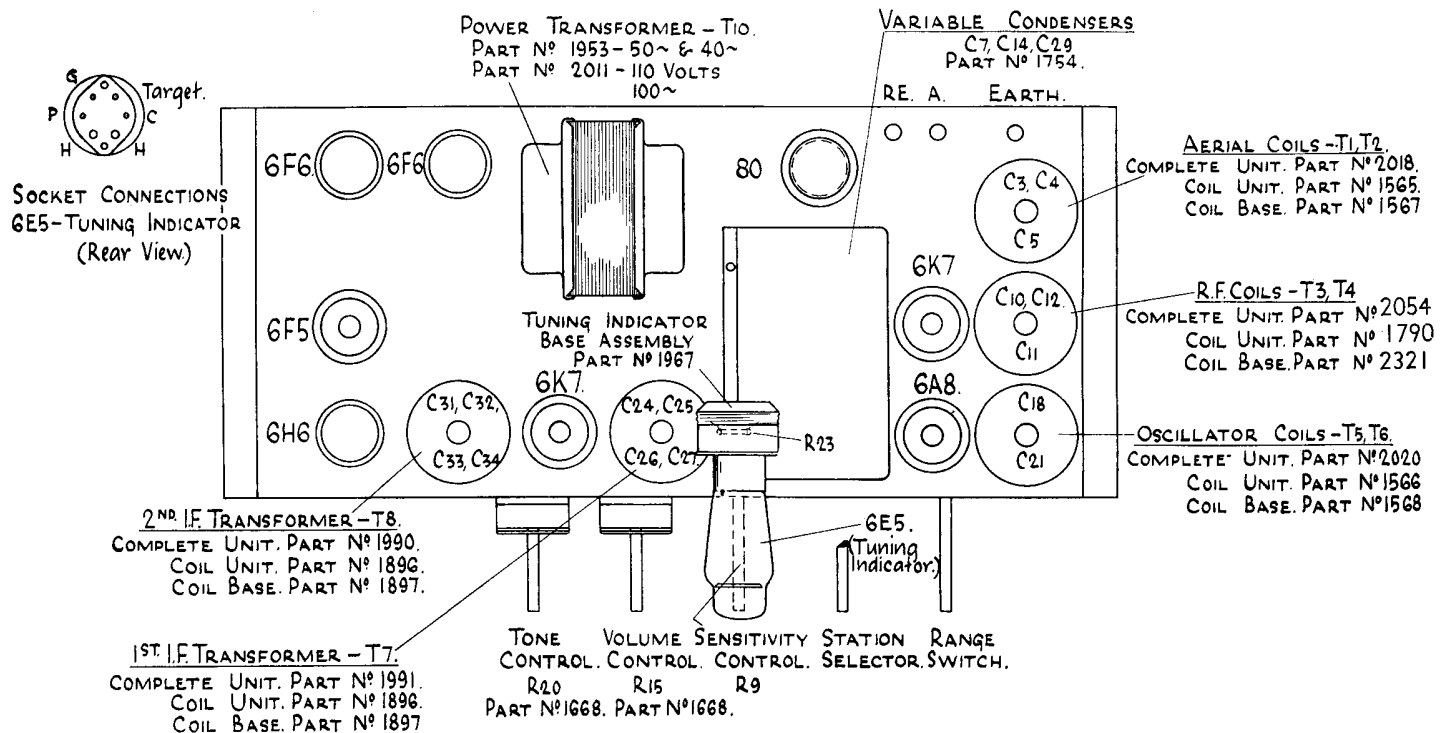 POWER TRANSFORMER - T10.
PART Nº 1953 - 50~ & 40~
PART Nº 2011 - 110 VOLTS
100~
VARIABLE CONDENSERS
C7, C14, C29
PART Nº 1754.
G
Target.
P
C
H
H
SOCKET CONNECTIONS
6E5 - TUNING INDICATOR
(Rear View.)
RE. A. EARTH.
6F6.
6F6
80
AERIAL COILS - T1, T2.
COMPLETE UNIT. PART Nº 2018.
COIL UNIT. PART Nº 1565.
COIL BASE. PART Nº 1567
C3, C4
C5
6K7
C10, C12.
C11
R.F. COILS - T3, T4
COMPLETE UNIT. PART Nº 2054
COIL UNIT. PART Nº 1790
COIL BASE. PART Nº 2321
6F5
TUNING INDICATOR
BASE ASSEMBLY
PART Nº 1967
6K7.
6A8.
6H6
C31, C32,
C33, C34
C24, C25
C26, C27.
R23
C18
C21
OSCILLATOR COILS - T5, T6.
COMPLETE UNIT. PART Nº 2020
COIL UNIT. PART Nº 1566
COIL BASE. PART Nº 1568
2ND. I.F. TRANSFORMER - T8.
COMPLETE UNIT. PART Nº 1990.
COIL UNIT. PART Nº 1896.
COIL BASE. PART Nº 1897.
6E5.
(Tuning
Indicator.)
1ST. I.F. TRANSFORMER - T7.
COMPLETE UNIT. PART Nº 1991.
COIL UNIT. PART Nº 1896.
COIL BASE. PART Nº 1897
TONE
CONTROL.
R20
PART Nº 1668.
VOLUME
CONTROL.
R15
PART Nº 1668.
SENSITIVITY
CONTROL.
R9
STATION
SELECTOR.
RANGE
SWITCH.